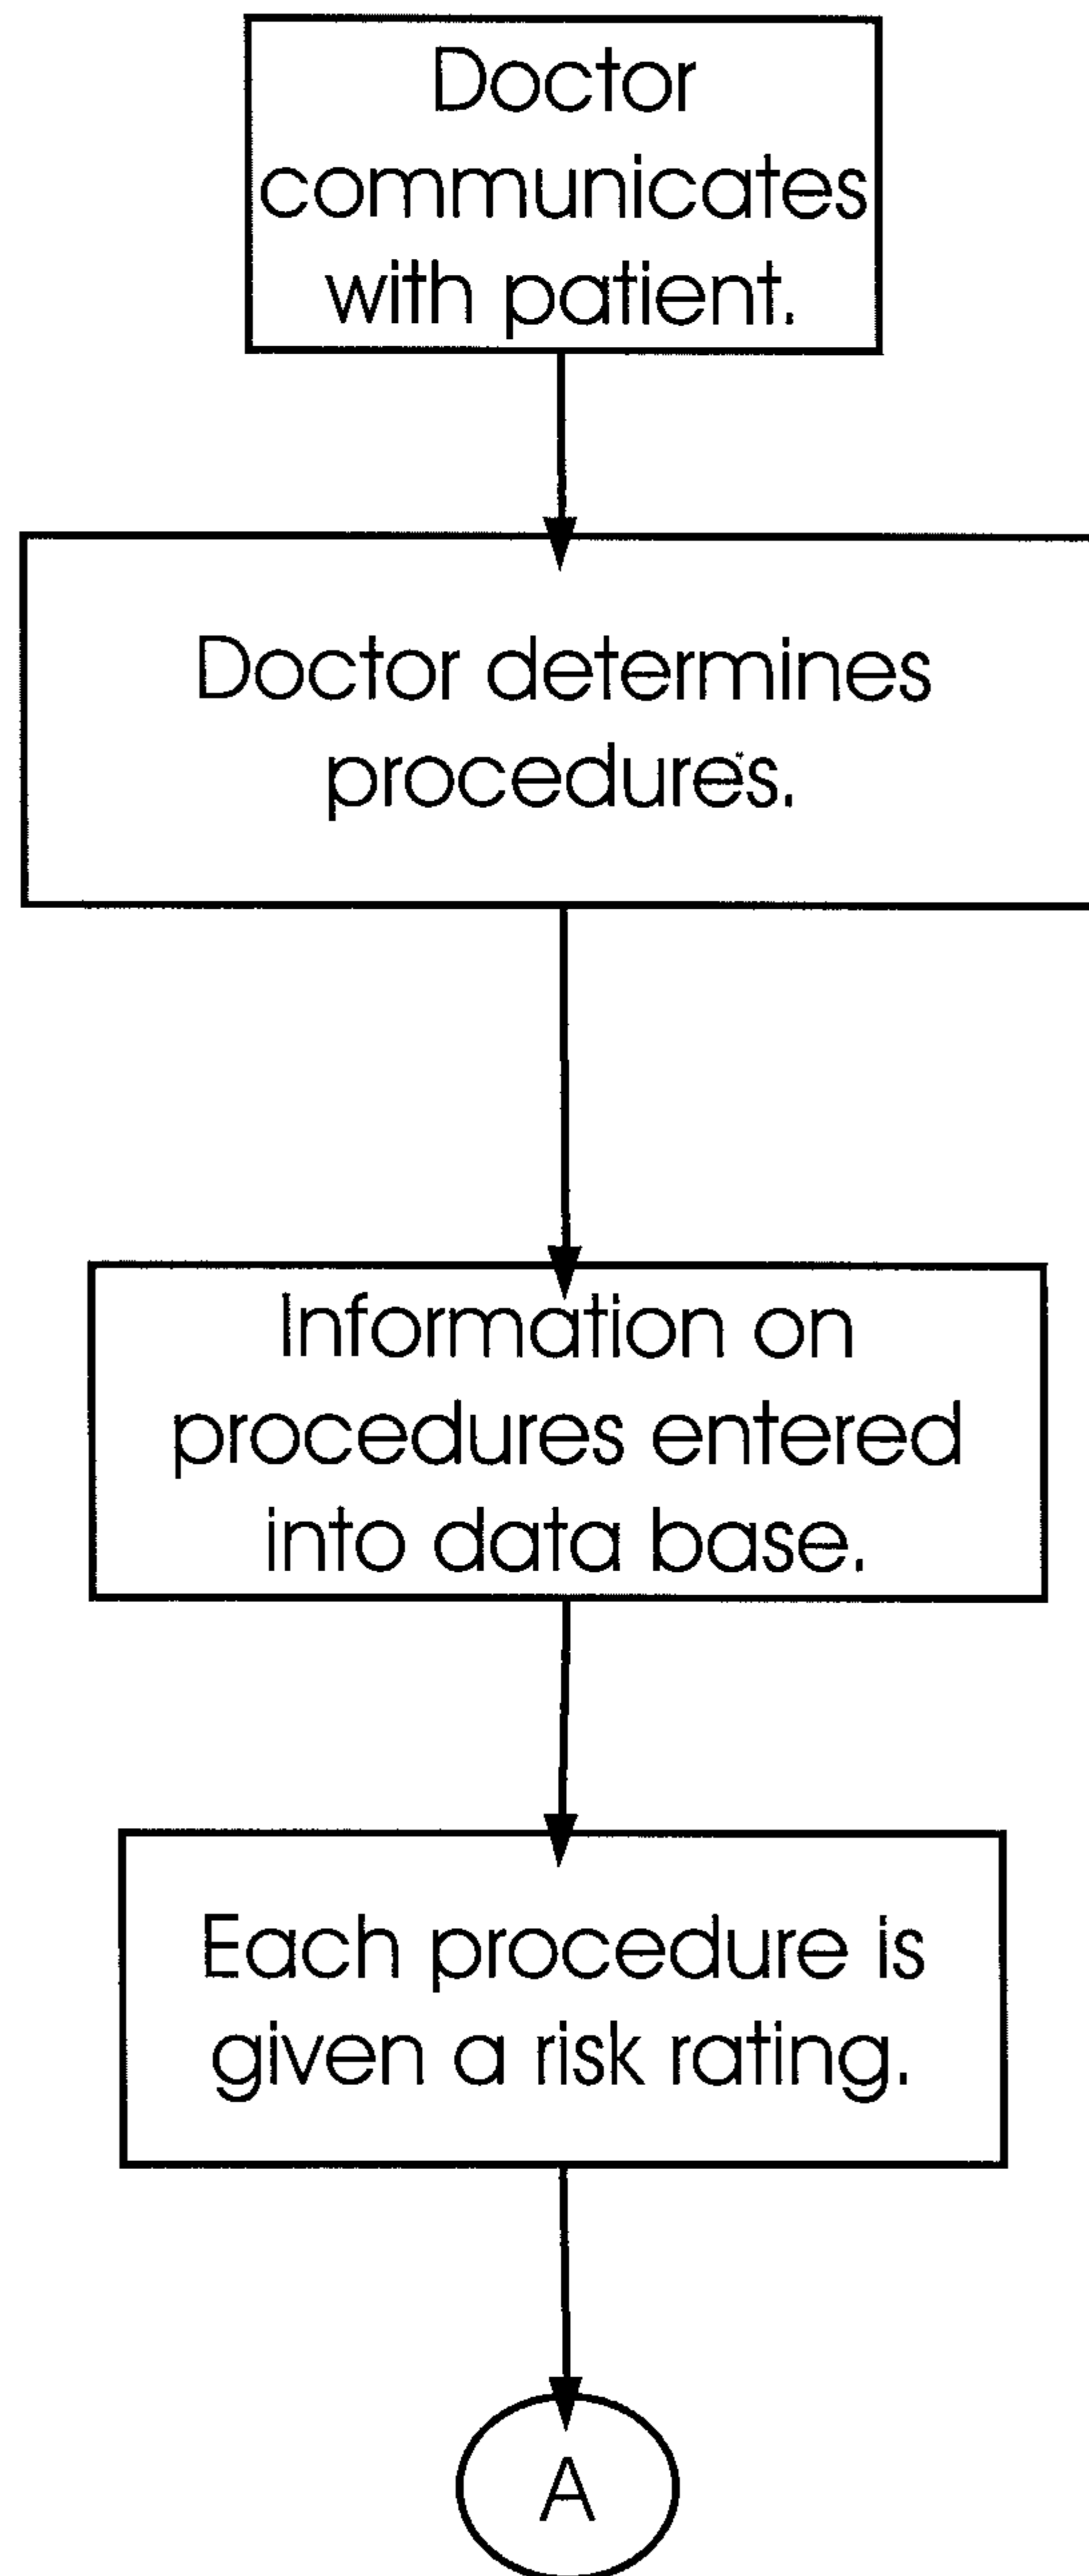 Doctor
communicates
with patient.
Doctor determines
procedures.
Information on
procedures entered
into data base.
Each procedure is
given a risk rating.
A